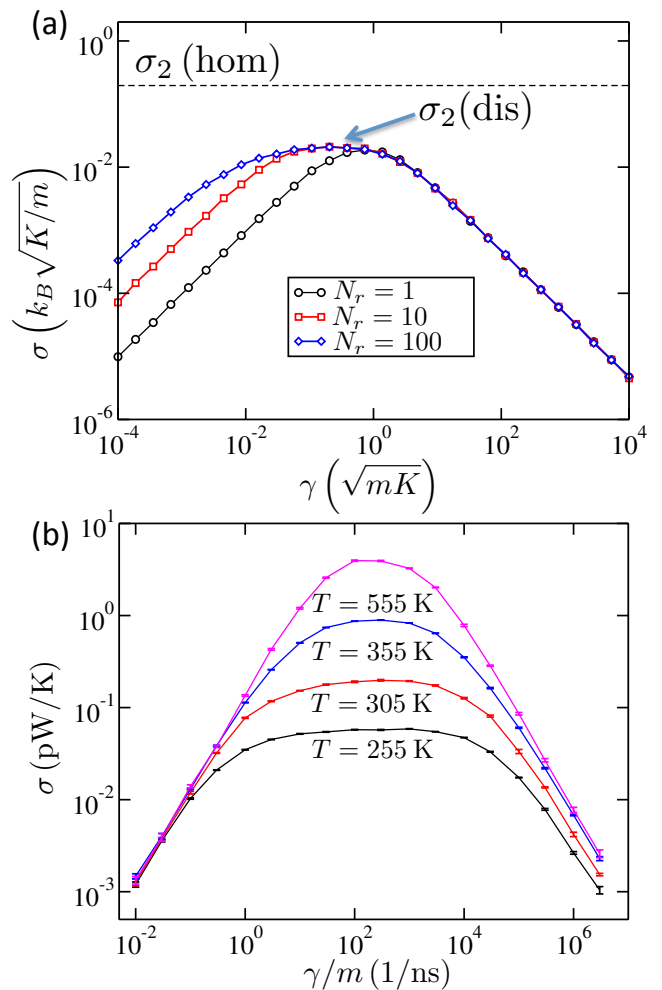 (a)
10^0
σ_2 (hom)
σ_2(dis)
10^-2
σ (k_B √K/m)
10^-4
N_r = 1
N_r = 10
N_r = 100
10^-6
10^-4 10^-2 10^0 10^2 10^4
γ (√mK)
(b)
10^1
10^0
T = 555 K
T = 355 K
10^-1
T = 305 K
σ (pW/K)
T = 255 K
10^-2
10^-3
10^-2 10^0 10^2 10^4 10^6
γ/m (1/ns)